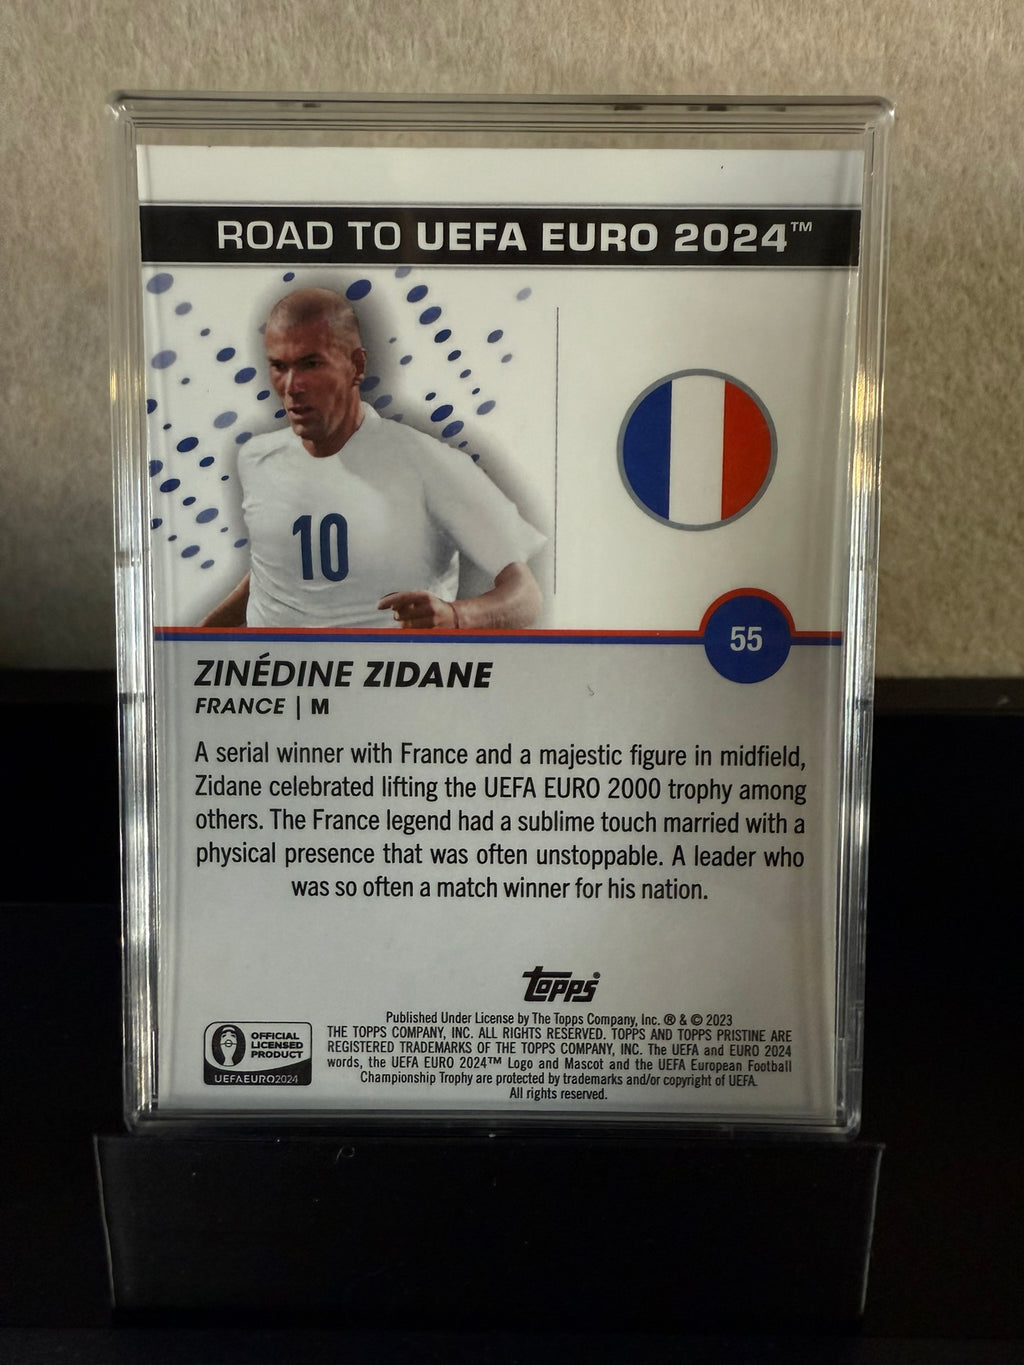 ROAD TO UEFA EURO 2024™
10
55
ZINÉDINE ZIDANE
FRANCE | M
A serial winner with France and a majestic figure in midfield,
Zidane celebrated lifting the UEFA EURO 2000 trophy among
others. The France legend had a sublime touch married with a
physical presence that was often unstoppable. A leader who
was so often a match winner for his nation.
Topps®
Published Under License by The Topps Company, Inc. ® & © 2023
THE TOPPS COMPANY, INC. ALL RIGHTS RESERVED. TOPPS AND TOPPS PRISTINE ARE
REGISTERED TRADEMARKS OF THE TOPPS COMPANY, INC. The UEFA and EURO 2024
words, the UEFA EURO 2024™ Logo and Mascot and the UEFA European Football
Championship Trophy are protected by trademarks and/or copyright of UEFA.
All rights reserved.
OFFICIAL
LICENSED
PRODUCT
UEFAEURO2024